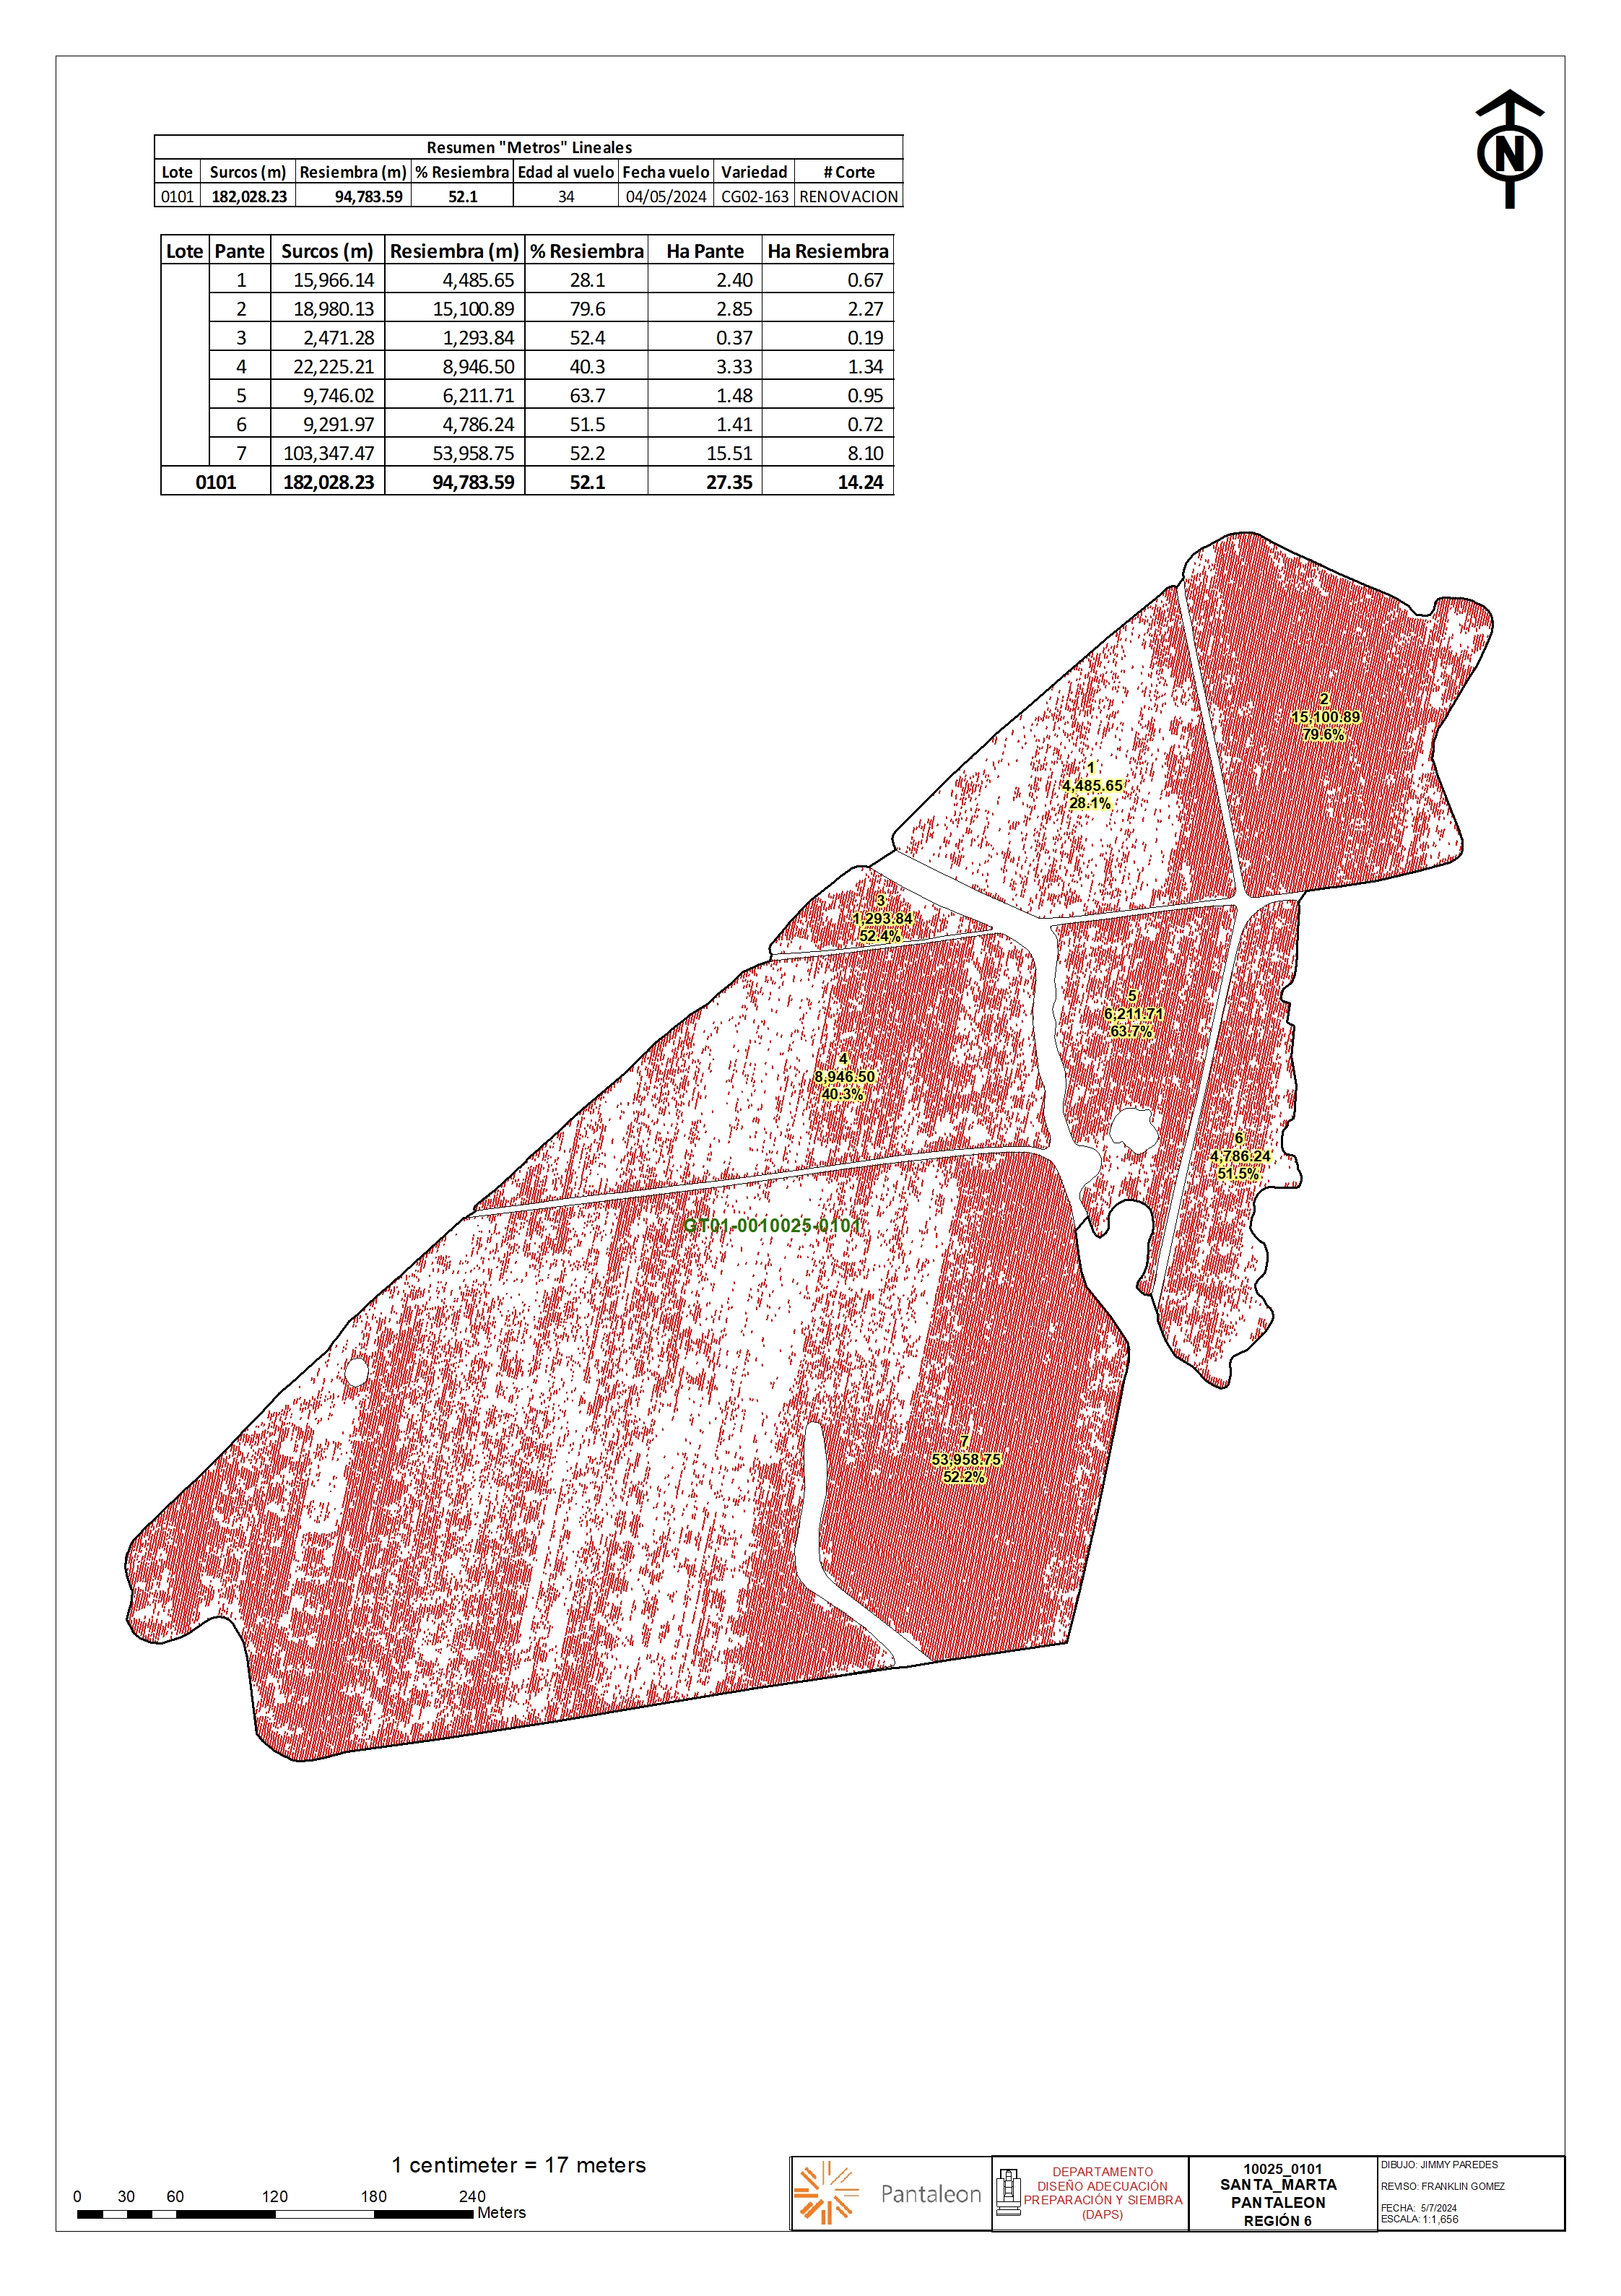 N
Resumen "Metros" Lineales
Lote Surcos (m) Resiembra (m) % Resiembra Edad al vuelo Fecha vuelo Variedad # Corte
0101 182,028.23 94,783.59 52.1 34 04/05/2024 CG02-163 RENOVACION
Lote Pante Surcos (m) Resiembra (m) % Resiembra Ha Pante Ha Resiembra
1 15,966.14 4,485.65 28.1 2.40 0.67
2 18,980.13 15,100.89 79.6 2.85 2.27
3 2,471.28 1,293.84 52.4 0.37 0.19
4 22,225.21 8,946.50 40.3 3.33 1.34
5 9,746.02 6,211.71 63.7 1.48 0.95
6 9,291.97 4,786.24 51.5 1.41 0.72
7 103,347.47 53,958.75 52.2 15.51 8.10
0101 182,028.23 94,783.59 52.1 27.35 14.24
2
15,100.89
79.6%
1
4,485.65
28.1%
3
1,293.84
52.4%
5
6,211.71
63.7%
4
8,946.50
40.3%
6
4,786.24
51.5%
GT01-0010025-0101
7
53,958.75
52.2%
1 centimeter = 17 meters
0 30 60 120 180 240
Meters
Pantaleon
DEPARTAMENTO
DISEÑO ADECUACIÓN
PREPARACIÓN Y SIEMBRA
(DAPS)
10025_0101
SANTA_MARTA
PANTALEON
REGIÓN 6
DIBUJO: JIMMY PAREDES
REVISO: FRANKLIN GOMEZ
FECHA: 5/7/2024
ESCALA: 1:1,656